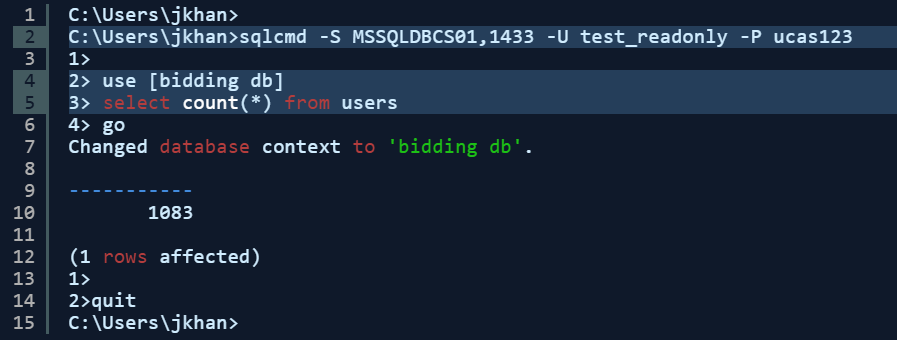 1 C:\Users\jkhan>
2 C:\Users\jkhan>sqlcmd -S MSSQLDBCS01,1433 -U test_readonly -P ucas123
3 1>
4 2> use [bidding db]
5 3> select count(*) from users
6 4> go
7 Changed database context to 'bidding db'.
8
9 -----------
10 1083
11
12 (1 rows affected)
13 1>
14 2>quit
15 C:\Users\jkhan>